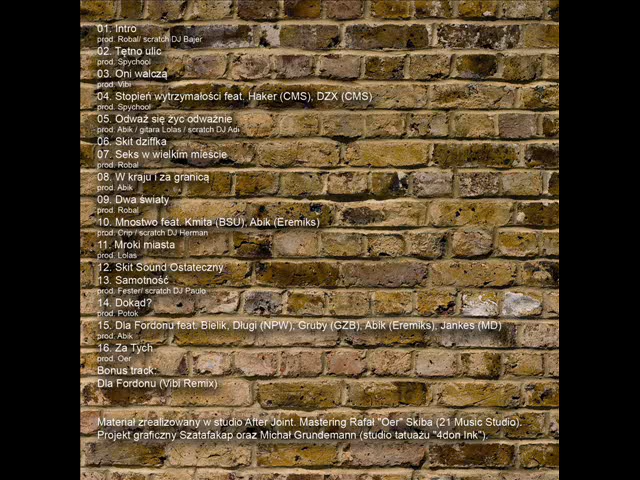 01. Intro
prod. Robal/ scratch DJ Bajer
02. Tętno ulic
prod. Spychool
03. Oni walczą
prod. Vibi
04. Stopień wytrzymałości feat. Haker (CMS), DZX (CMS)
prod. Spychool
05. Odważ się żyć odważnie
prod. Abik / gitara Lolas / scratch DJ Adi
06. Skit dziffka
07. Seks w wielkim mieście
prod. Robal
08. W kraju i za granicą
prod. Abik
09. Dwa światy
prod. Robal
10. Mnóstwo feat. Kmita (BSU), Abik (Eremiks)
prod. Crip / scratch DJ Herman
11. Mroki miasta
prod. Lolas
12. Skit Sound Ostateczny
13. Samotność
prod. Fester/ scratch DJ Paulo
14. Dokąd?
prod. Potok
15. Dla Fordonu feat. Bielik, Długi (NPW), Gruby (GZB), Abik (Eremiks), Jankes (MD)
prod. Abik
16. Za Tych
prod. Oer
Bonus track:
Dla Fordonu (Vibi Remix)
Materiał zrealizowany w studio After Joint. Mastering Rafał "Oer" Skiba (21 Music Studio).
Projekt graficzny Szatafakap oraz Michał Grundemann (studio tatuażu "4don Ink").